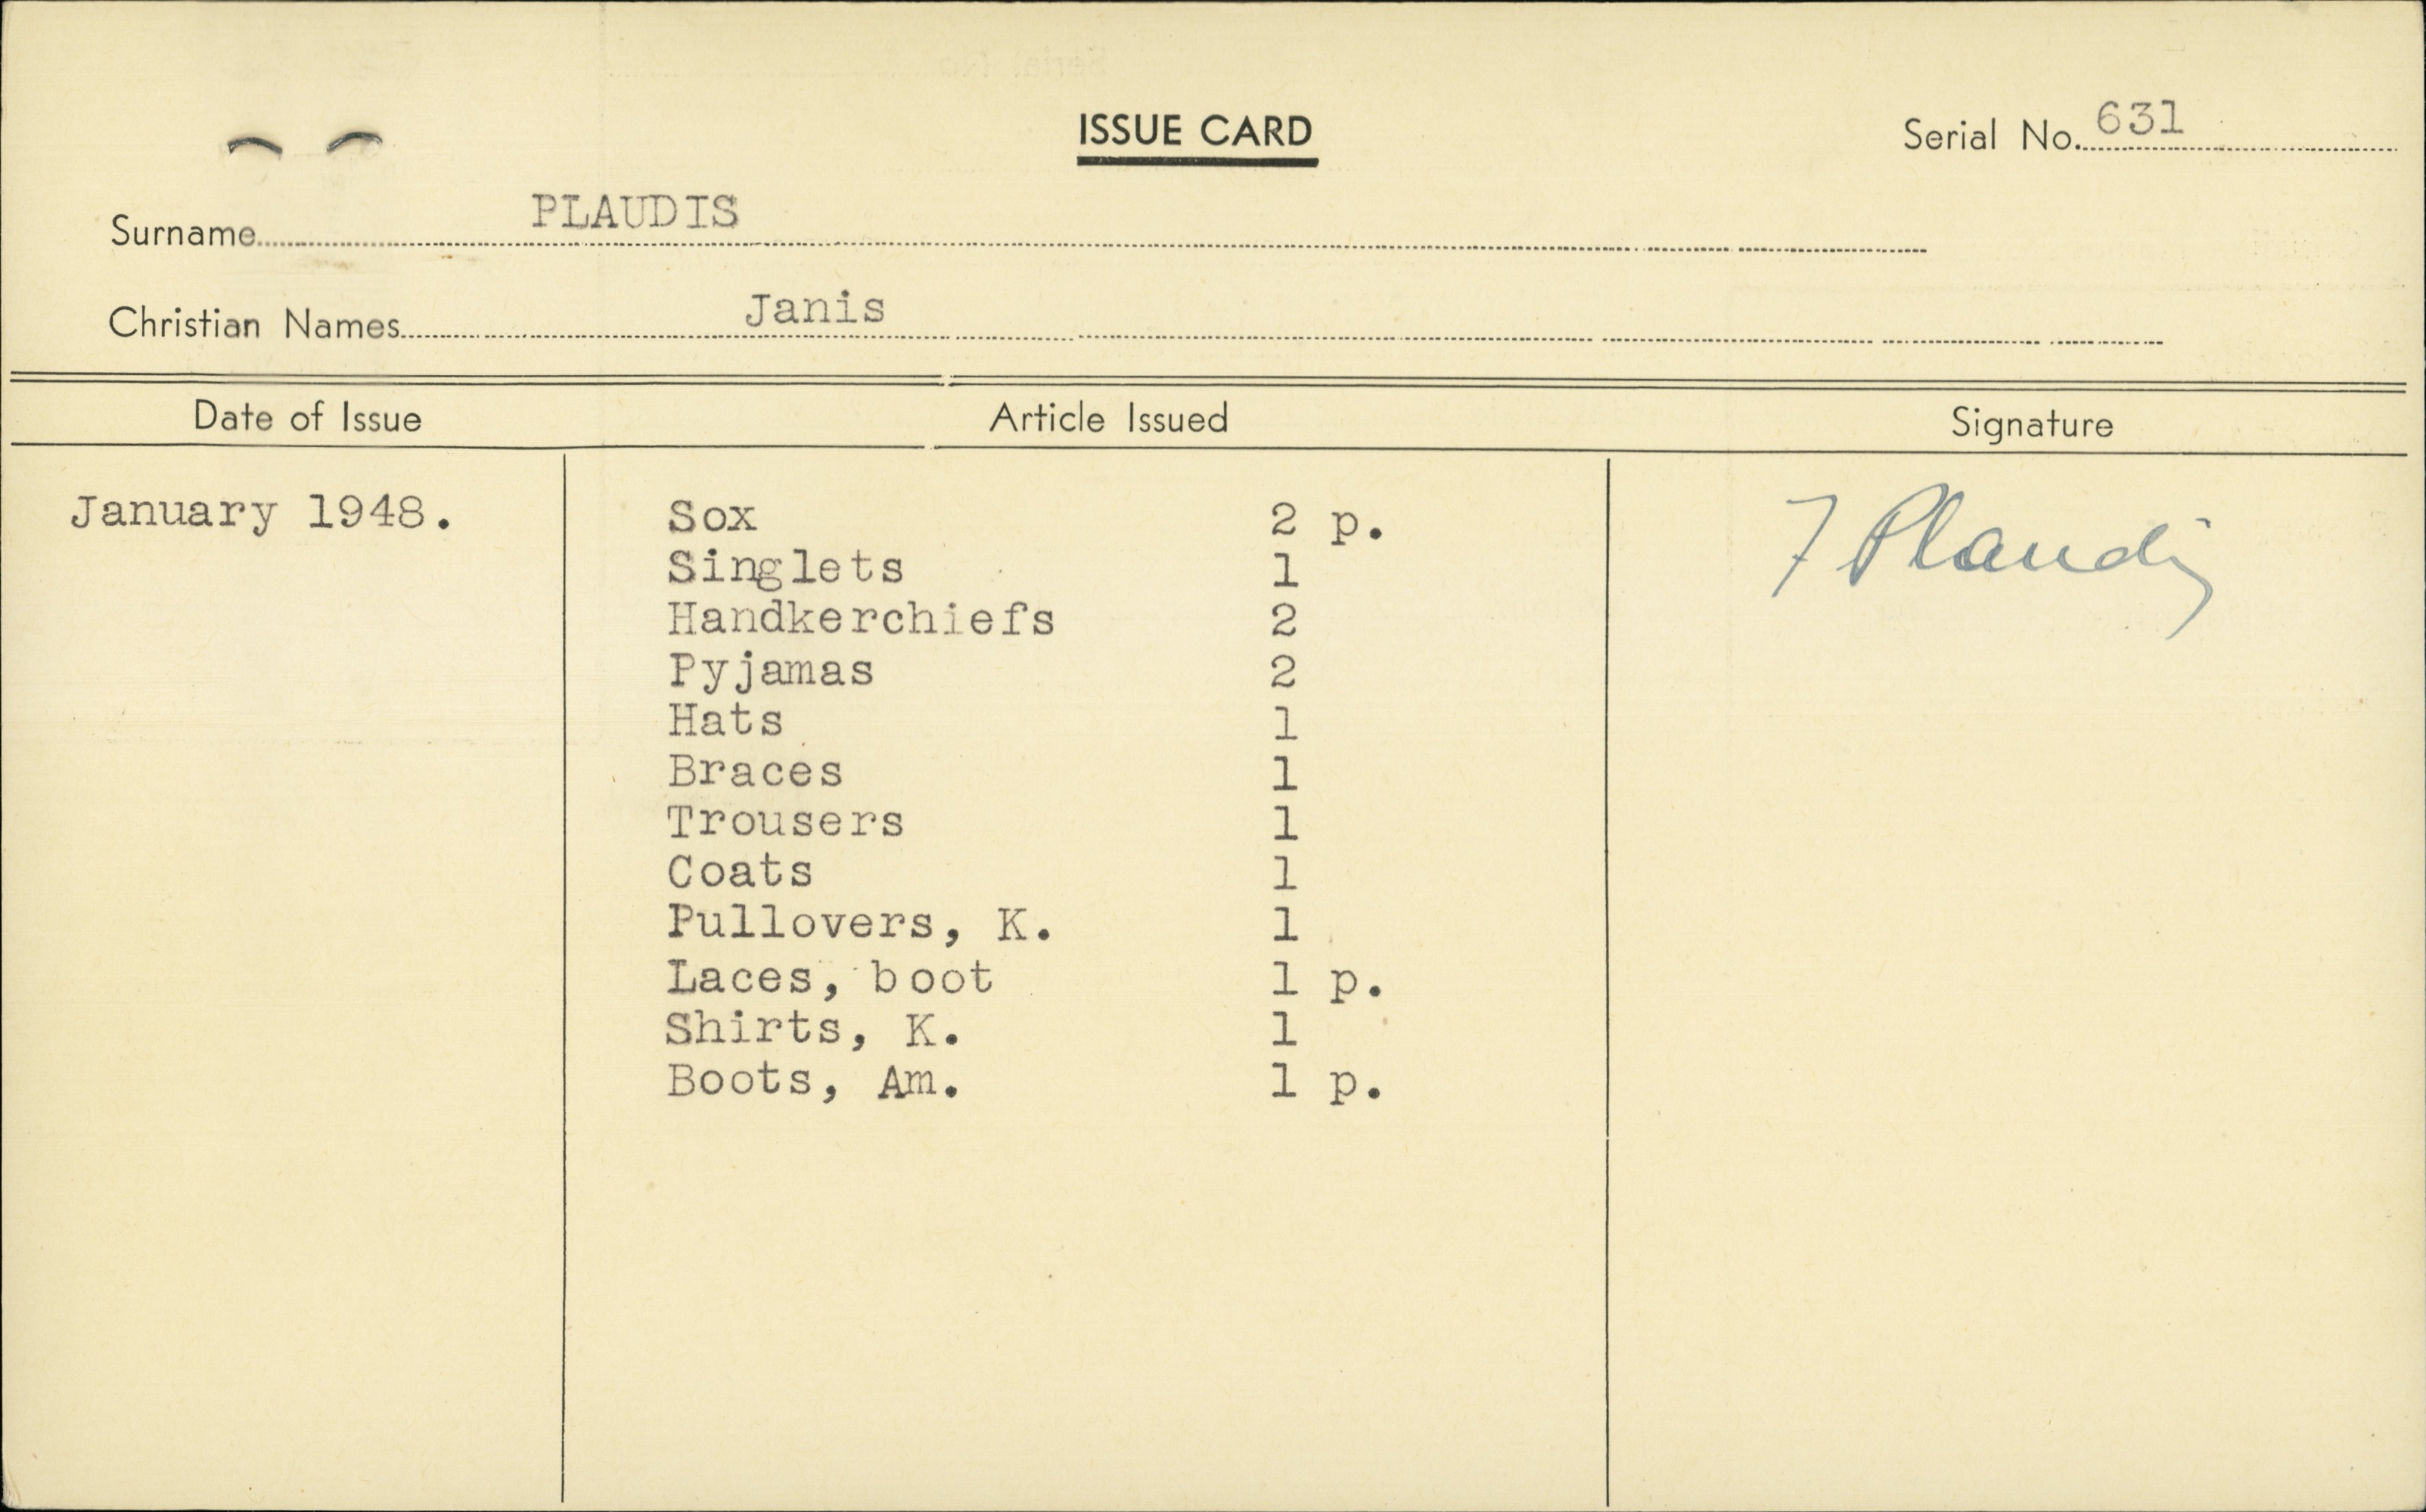 ISSUE CARD
Serial No. 631
Surname PLAUDIS
Christian Names Janis
Date of Issue Article Issued Signature
January 1948. Sox 2 p. J Plaudis
Singlets 1
Handkerchiefs 2
Pyjamas 2
Hats 1
Braces 1
Trousers 1
Coats 1
Pullovers, K. 1
Laces, boot 1 p.
Shirts, K. 1
Boots, Am. 1 p.